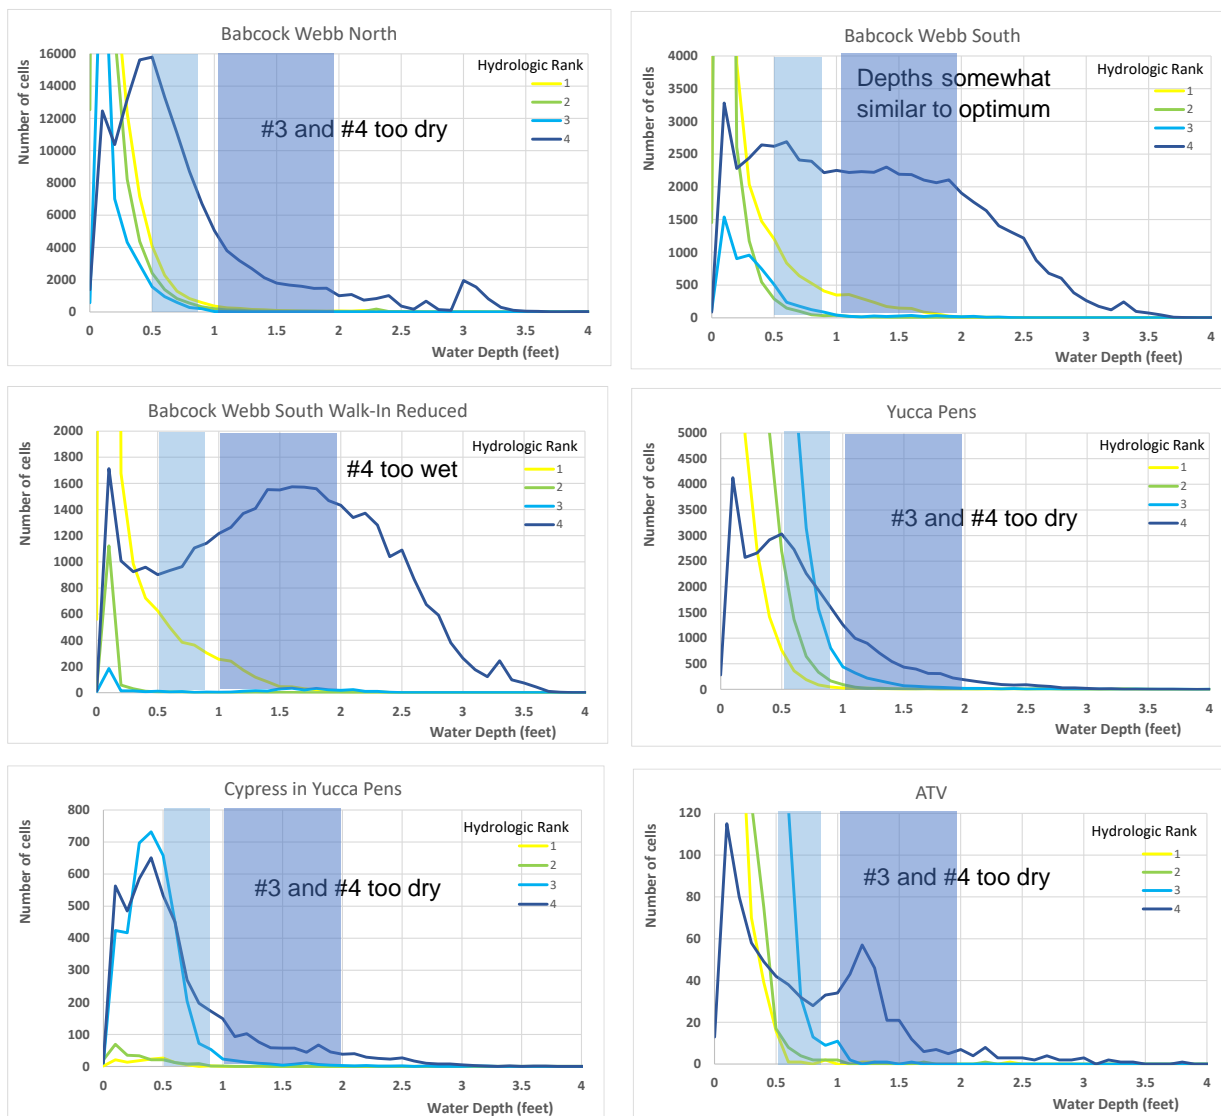 Babcock Webb North
Number of cells
16000
14000
12000
10000
8000
6000
4000
2000
0
0 0.5 1 1.5 2 2.5 3 3.5 4
Water Depth (feet)
Hydrologic Rank
1
2
3
4
#3 and #4 too dry
Babcock Webb South
Number of cells
4000
3500
3000
2500
2000
1500
1000
500
0
0 0.5 1 1.5 2 2.5 3 3.5 4
Water Depth (feet)
Hydrologic Rank
1
2
3
4
Depths somewhat
similar to optimum
Babcock Webb South Walk-In Reduced
Number of cells
2000
1800
1600
1400
1200
1000
800
600
400
200
0
0 0.5 1 1.5 2 2.5 3 3.5 4
Water Depth (feet)
Hydrologic Rank
1
2
3
4
#4 too wet
Yucca Pens
Number of cells
5000
4500
4000
3500
3000
2500
2000
1500
1000
500
0
0 0.5 1 1.5 2 2.5 3 3.5 4
Water Depth (feet)
Hydrologic Rank
1
2
3
4
#3 and #4 too dry
Cypress in Yucca Pens
Number of cells
800
700
600
500
400
300
200
100
0
0 0.5 1 1.5 2 2.5 3 3.5 4
Water Depth (feet)
Hydrologic Rank
1
2
3
4
#3 and #4 too dry
ATV
Number of cells
120
100
80
60
40
20
0
0 0.5 1 1.5 2 2.5 3 3.5 4
Water Depth (feet)
Hydrologic Rank
1
2
3
4
#3 and #4 too dry